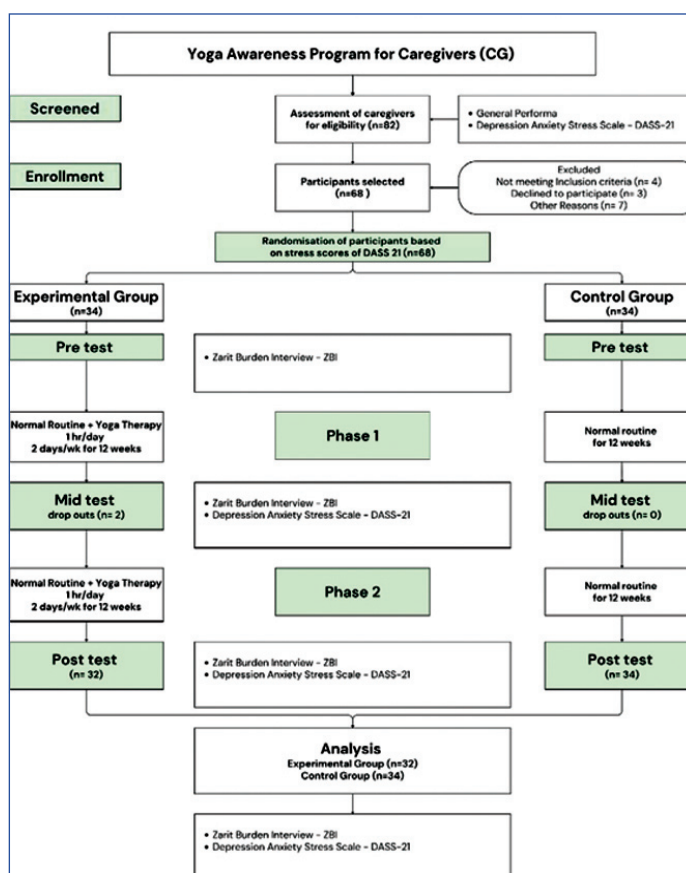 Yoga Awareness Program for Caregivers (CG)
Screened
Assessment of caregivers
for eligibility (n=82)
• General Performa
• Depression Anxiety Stress Scale - DASS-21
Enrollment
Participants selected
(n=68 )
Excluded
Not meeting Inclusion criteria (n= 4)
Declined to participate (n= 3)
Other Reasons (n= 7)
Randomisation of participants based
on stress scores of DASS 21 (n=68)
Experimental Group
(n=34)
Control Group
(n=34)
Pre test
• Zarit Burden Interview - ZBI
Pre test
Normal Routine + Yoga Therapy
1 hr/day
2 days/wk for 12 weeks
Phase 1
Normal routine
for 12 weeks
Mid test
drop outs (n= 2)
• Zarit Burden Interview - ZBI
• Depression Anxiety Stress Scale - DASS-21
Mid test
drop outs (n= 0)
Normal Routine + Yoga Therapy
1 hr/day
2 days/wk for 12 weeks
Phase 2
Normal routine
for 12 weeks
Post test
(n= 32)
• Zarit Burden Interview - ZBI
• Depression Anxiety Stress Scale - DASS-21
Post test
(n=34)
Analysis
Experimental Group (n=32)
Control Group (n=34)
• Zarit Burden Interview - ZBI
• Depression Anxiety Stress Scale - DASS-21